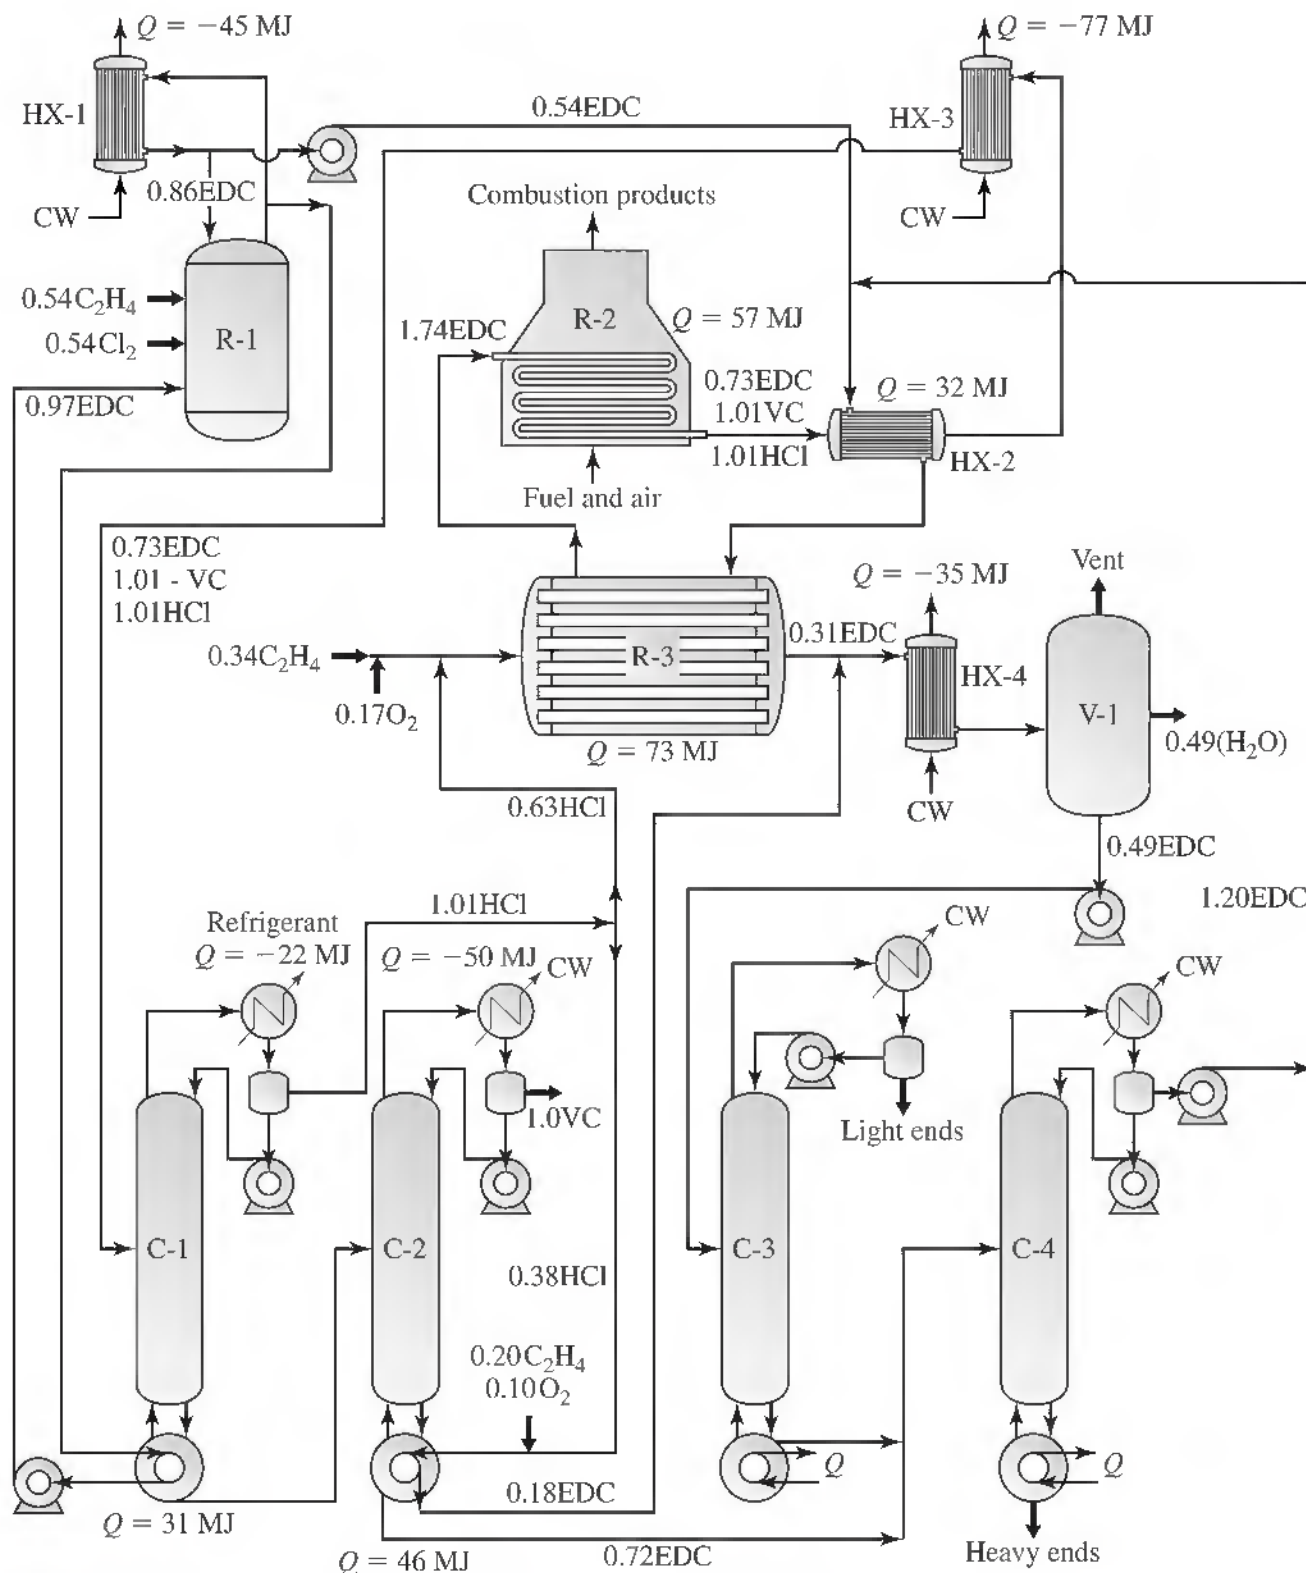 Q = −45 MJ
Q = −77 MJ
HX-1
0.54EDC
HX-3
0.86EDC
CW
Combustion products
CW
0.54C₂H₄
R-1
0.54Cl₂
0.97EDC
1.74EDC
R-2
Q = 57 MJ
0.73EDC
1.01VC
1.01HCl
Q = 32 MJ
HX-2
Fuel and air
0.73EDC
1.01 - VC
1.01HCl
Q = −35 MJ
Vent
0.34C₂H₄
0.17O₂
R-3
0.31EDC
HX-4
V-1
Q = 73 MJ
0.49(H₂O)
0.63HCl
CW
0.49EDC
1.20EDC
1.01HCl
Refrigerant
Q = −22 MJ
Q = −50 MJ
CW
CW
CW
1.0VC
Light ends
C-1
C-2
0.38HCl
C-3
C-4
0.20C₂H₄
0.10O₂
Q
Q
0.18EDC
Q = 31 MJ
Q = 46 MJ
0.72EDC
Heavy ends